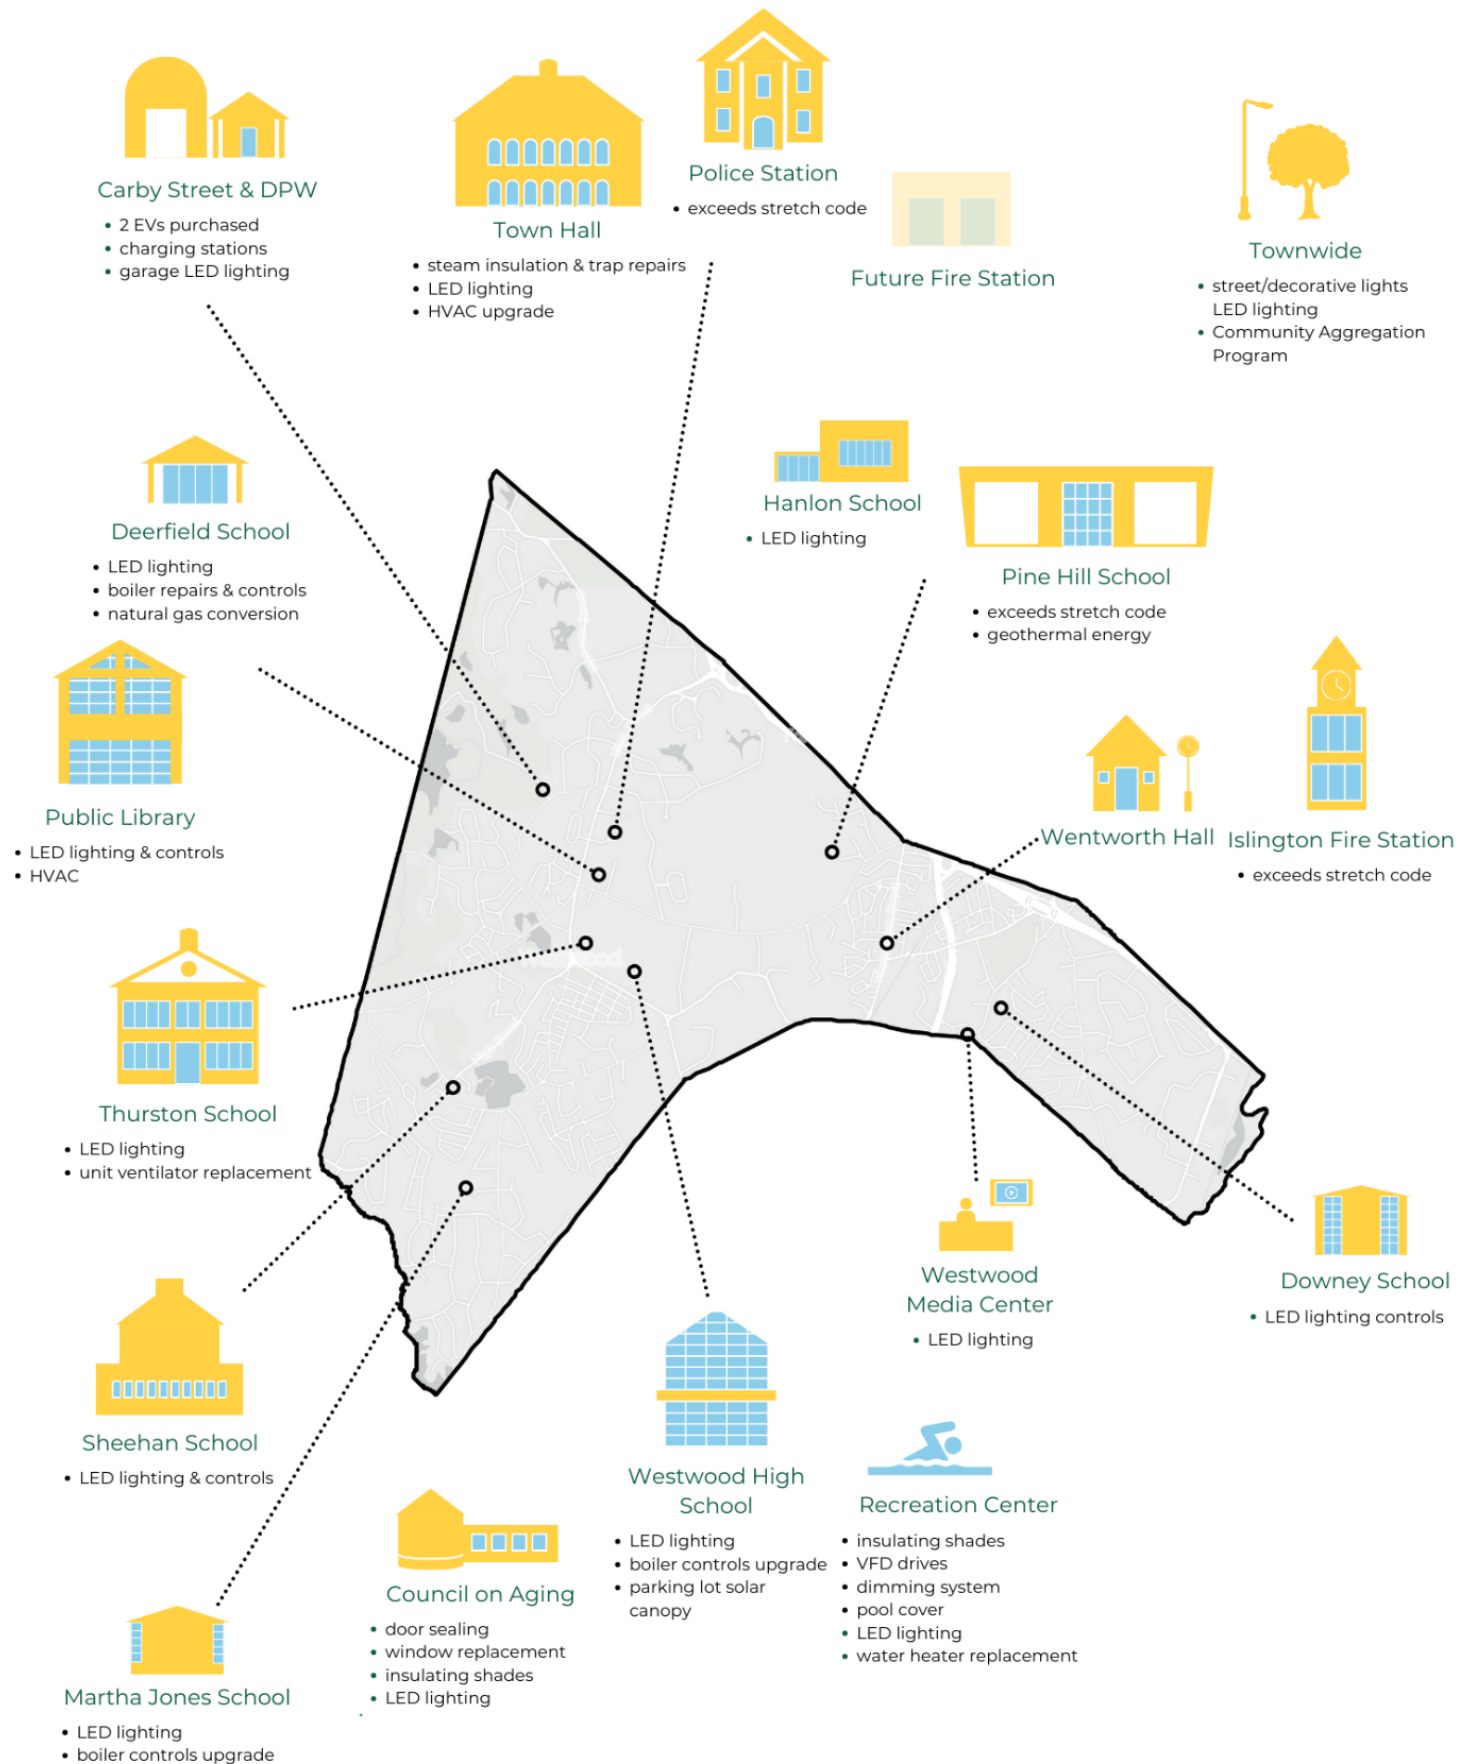 Carby Street & DPW
• 2 EVs purchased
• charging stations
• garage LED lighting
Town Hall
• steam insulation & trap repairs
• LED lighting
• HVAC upgrade
Police Station
• exceeds stretch code
Future Fire Station
Townwide
• street/decorative lights
LED lighting
• Community Aggregation
Program
Deerfield School
• LED lighting
• boiler repairs & controls
• natural gas conversion
Hanlon School
• LED lighting
Pine Hill School
• exceeds stretch code
• geothermal energy
Public Library
• LED lighting & controls
• HVAC
Wentworth Hall
Islington Fire Station
• exceeds stretch code
Thurston School
• LED lighting
• unit ventilator replacement
Westwood
Media Center
• LED lighting
Downey School
• LED lighting controls
Sheehan School
• LED lighting & controls
Westwood High
School
• LED lighting
• boiler controls upgrade
• parking lot solar
canopy
Recreation Center
• insulating shades
• VFD drives
• dimming system
• pool cover
• LED lighting
• water heater replacement
Council on Aging
• door sealing
• window replacement
• insulating shades
• LED lighting
Martha Jones School
• LED lighting
• boiler controls upgrade